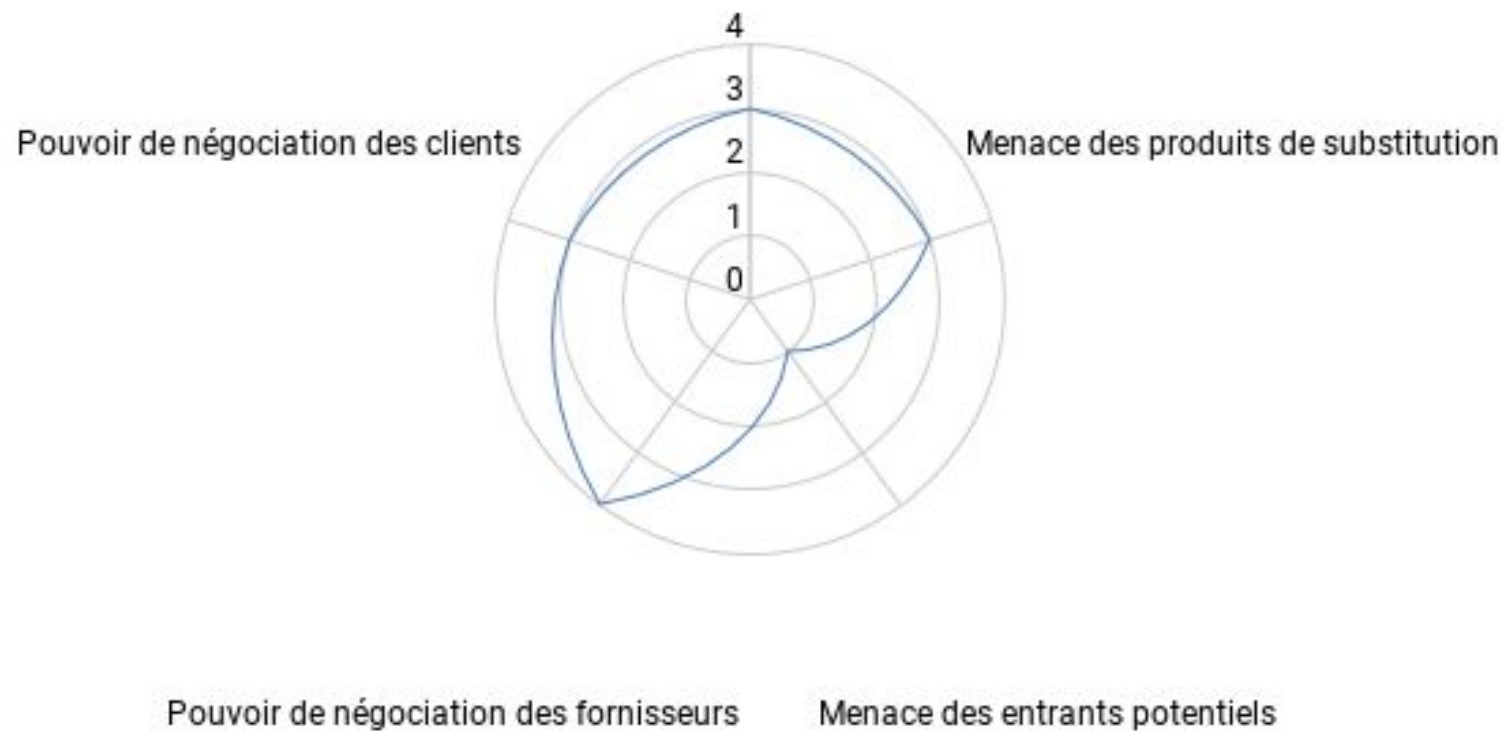 4
3
Pouvoir de négociation des clients
Menace des produits de substitution
2
1
0
Pouvoir de négociation des fornisseurs
Menace des entrants potentiels